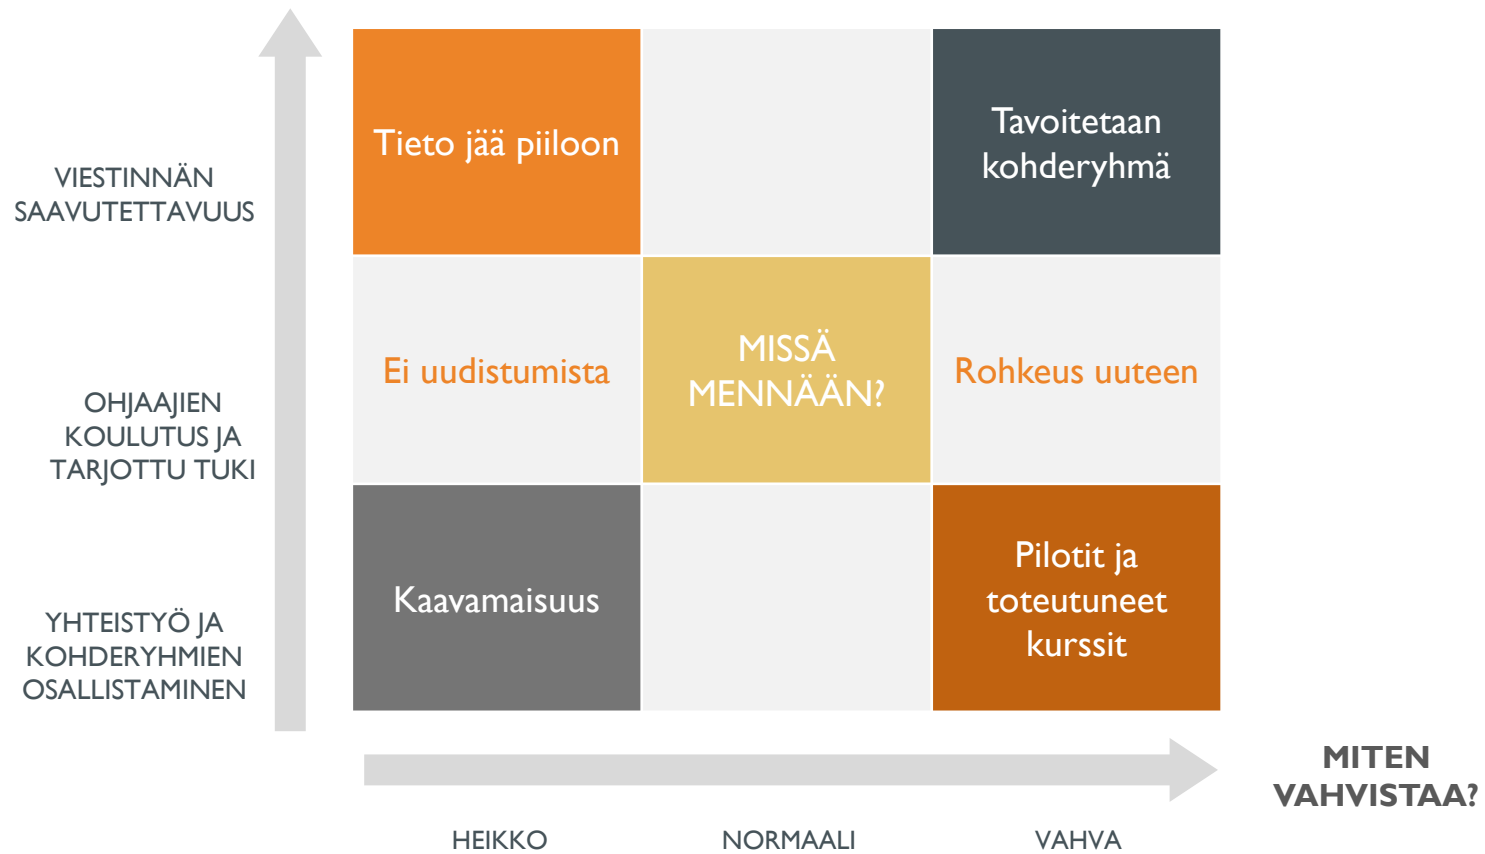 VIESTINNÄN
SAAVUTETTAVUUS
Tieto jää piiloon
Tavoitetaan
kohderyhmä
OHJAAJIEN
KOULUTUS JA
TARJOTTU TUKI
Ei uudistumista
MISSÄ
MENNÄÄN?
Rohkeus uuteen
YHTEISTYÖ JA
KOHDERYHMIEN
OSALLISTAMINEN
Kaavamaisuus
Pilotit ja
toteutuneet
kurssit
MITEN
VAHVISTAA?
HEIKKO
NORMAALI
VAHVA